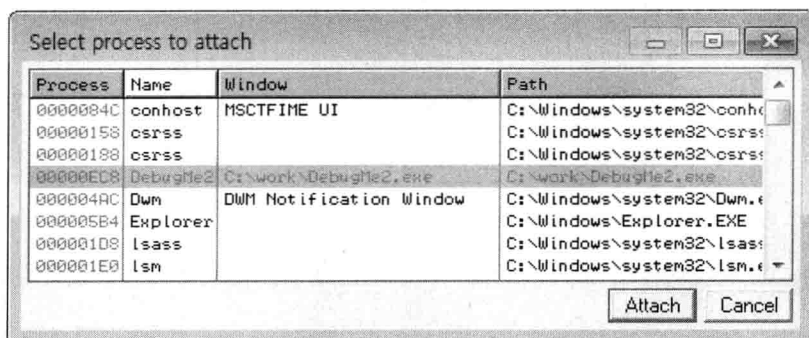 Select process to attach
Process Name Window Path
0000084C conhost MSCTFIME UI C:\Windows\system32\conho
00000158 csrss C:\Windows\system32\csrss
00000188 csrss C:\Windows\system32\csrss
00000EC8 DebugMe2 C:\work\DebugMe2.exe C:\work\DebugMe2.exe
000004AC Dwm DWM Notification Window C:\Windows\system32\Dwm.e
000005B4 Explorer C:\Windows\Explorer.EXE
000001D8 lsass C:\Windows\system32\lsass
000001E0 lsm C:\Windows\system32\lsm.e
Attach Cancel